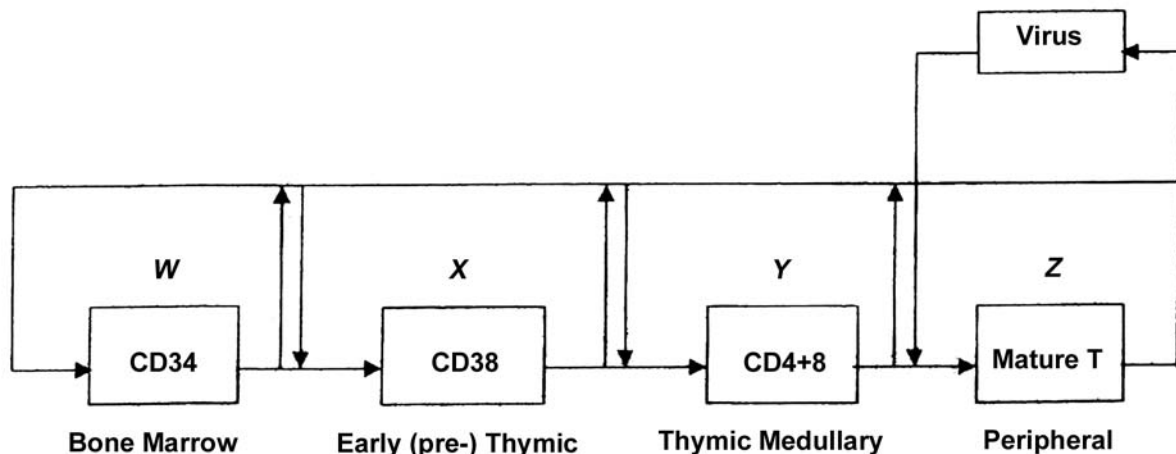 Virus
W X Y Z
CD34 CD38 CD4+8 Mature T
Bone Marrow Early (pre-) Thymic Thymic Medullary Peripheral